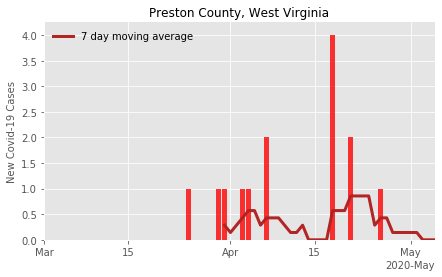 Preston County, West Virginia
7 day moving average
New Covid-19 Cases
4.0
3.5
3.0
2.5
2.0
1.5
1.0
0.5
0.0
Mar 15 Apr 15 May
2020-May